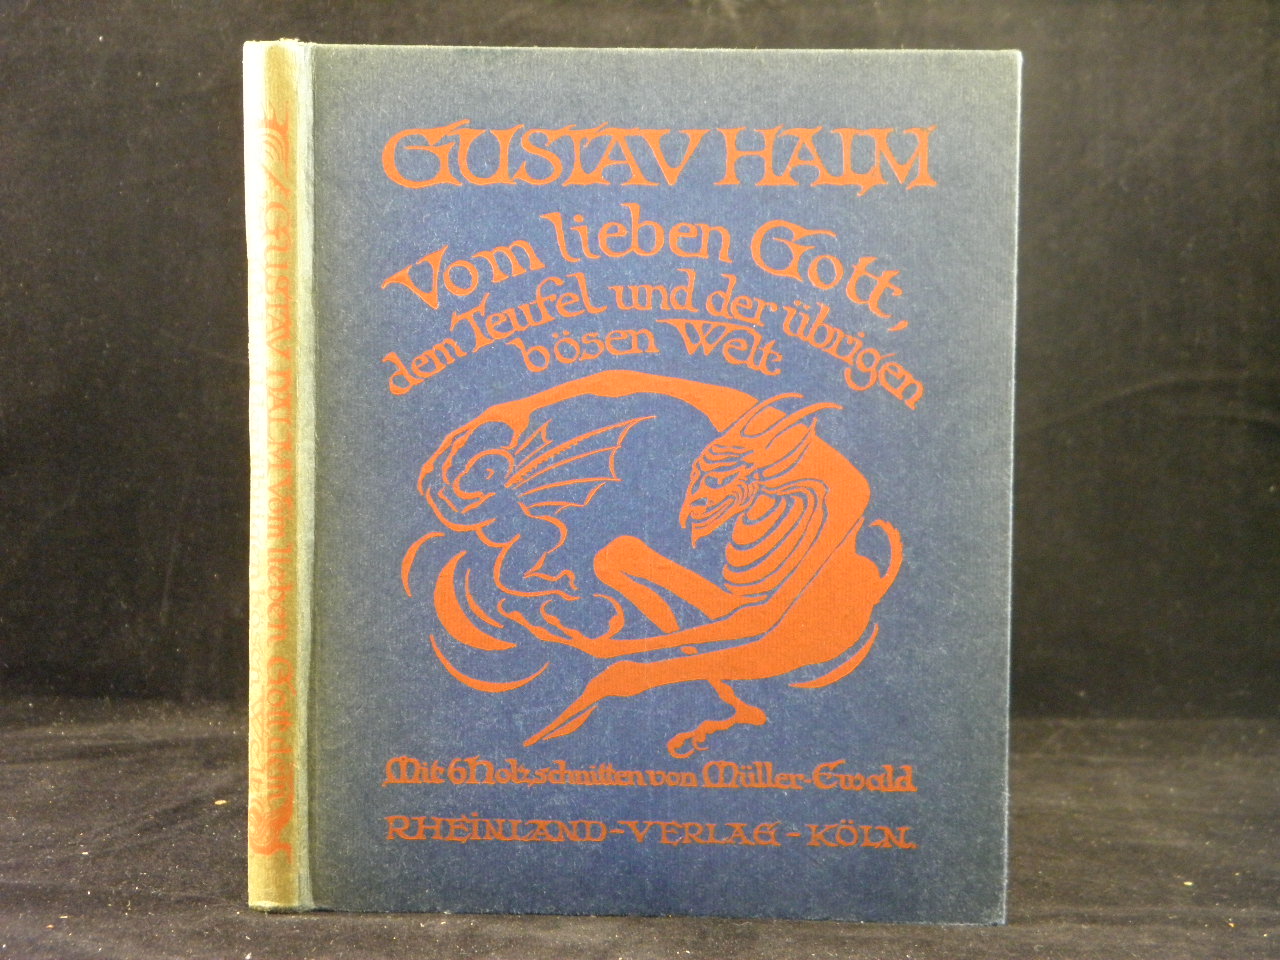 GUSTAV HALM
Vom lieben Gott,
dem Teufel und der übrigen
bösen Welt
Mit 6 Holzschnitten von Müller-Ewald
RHEINLAND-VERLAG-KÖLN.
GUSTAV HALM Vom lieben Gott, dem